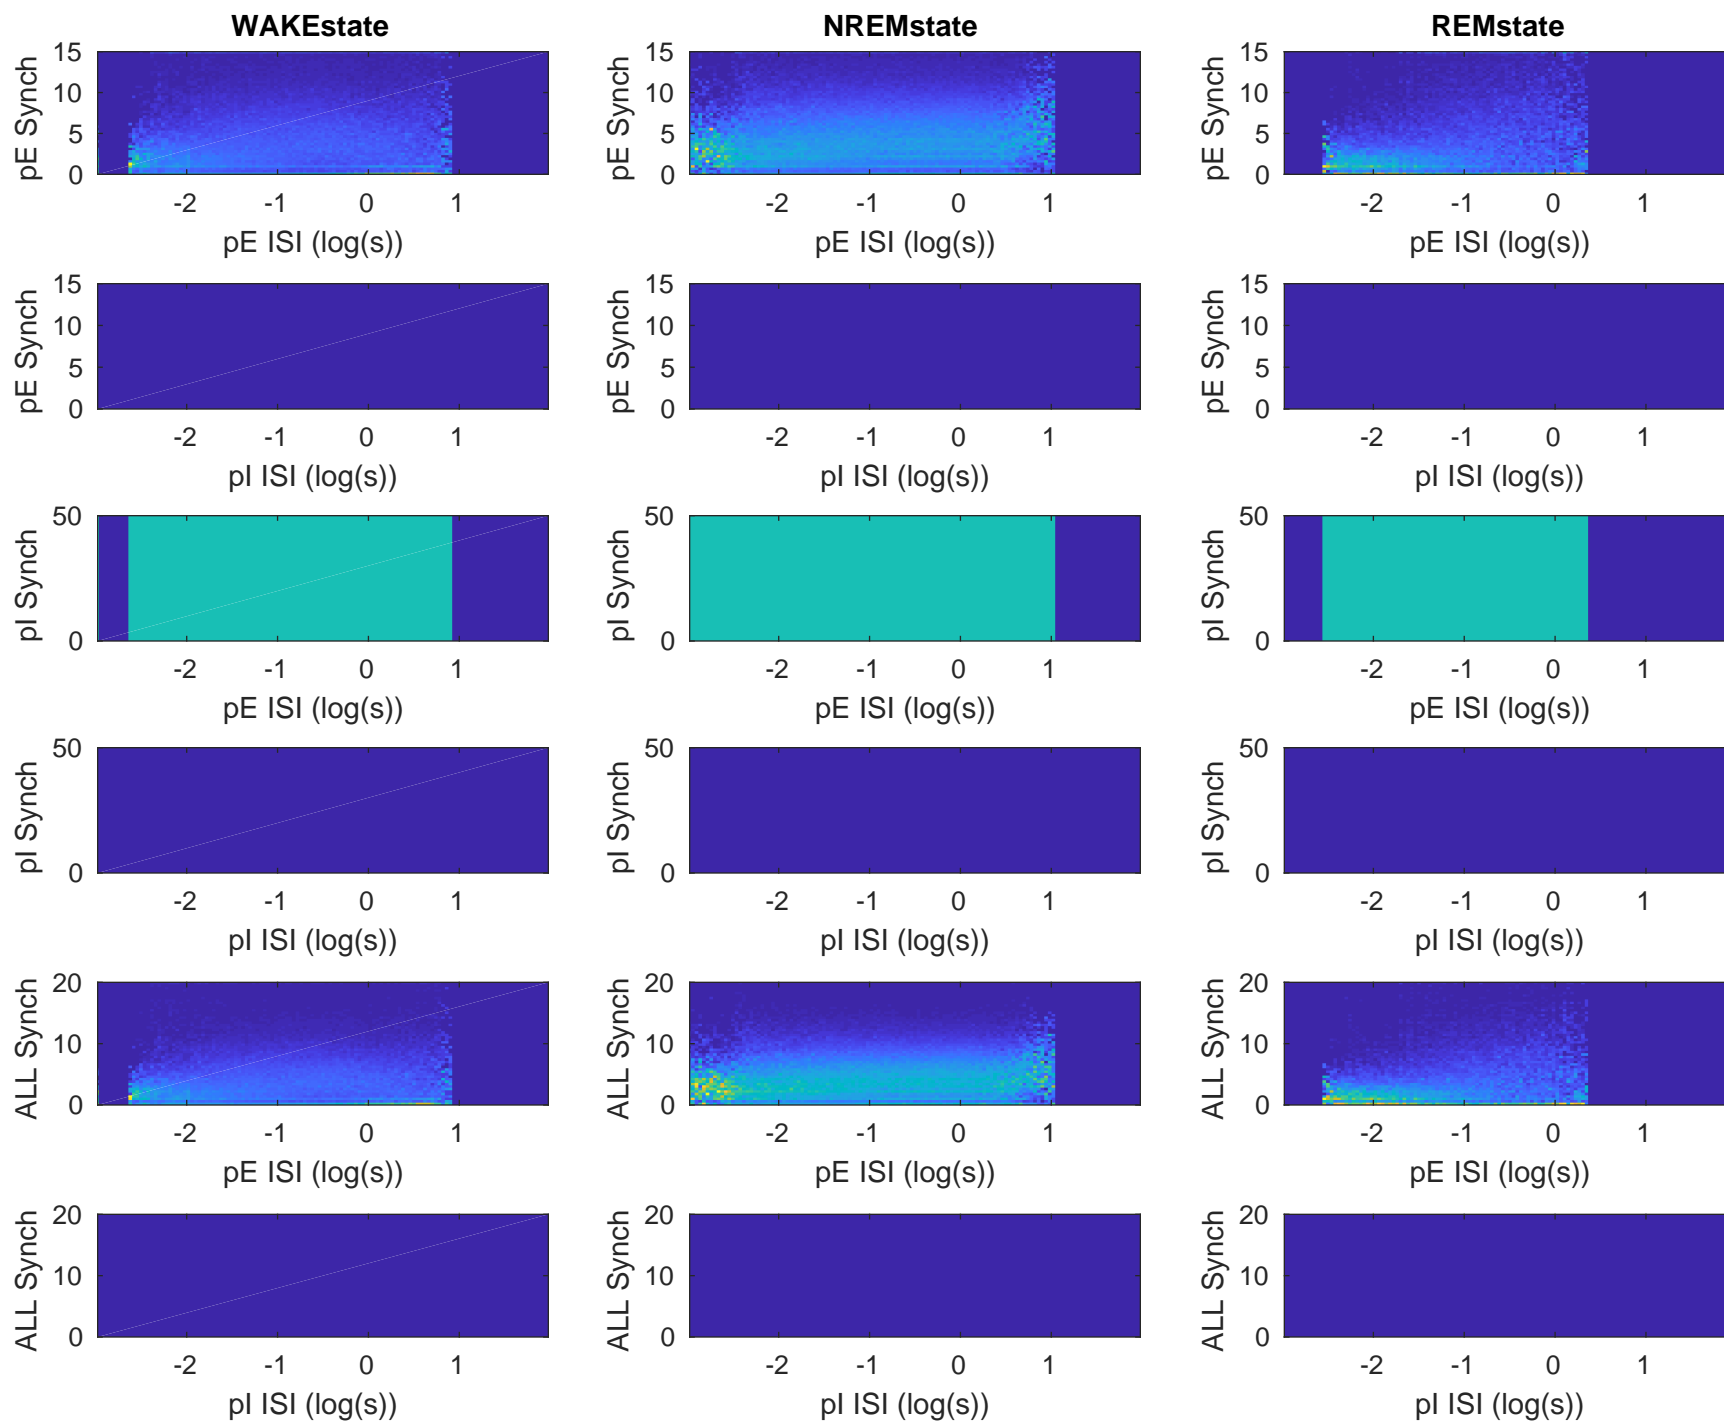 WAKEstate NREMstate REMstate
pE Synch 15 10 5 0 pE Synch 15 10 5 0 pE Synch 15 10 5 0
-2 -1 0 1 -2 -1 0 1 -2 -1 0 1
pE ISI (log(s)) pE ISI (log(s)) pE ISI (log(s))
pE Synch 15 10 5 0 pE Synch 15 10 5 0 pE Synch 15 10 5 0
-2 -1 0 1 -2 -1 0 1 -2 -1 0 1
pI ISI (log(s)) pI ISI (log(s)) pI ISI (log(s))
pI Synch 50 0 pI Synch 50 0 pI Synch 50 0
-2 -1 0 1 -2 -1 0 1 -2 -1 0 1
pE ISI (log(s)) pE ISI (log(s)) pE ISI (log(s))
pI Synch 50 0 pI Synch 50 0 pI Synch 50 0
-2 -1 0 1 -2 -1 0 1 -2 -1 0 1
pI ISI (log(s)) pI ISI (log(s)) pI ISI (log(s))
ALL Synch 20 10 0 ALL Synch 20 10 0 ALL Synch 20 10 0
-2 -1 0 1 -2 -1 0 1 -2 -1 0 1
pE ISI (log(s)) pE ISI (log(s)) pE ISI (log(s))
ALL Synch 20 10 0 ALL Synch 20 10 0 ALL Synch 20 10 0
-2 -1 0 1 -2 -1 0 1 -2 -1 0 1
pI ISI (log(s)) pI ISI (log(s)) pI ISI (log(s))